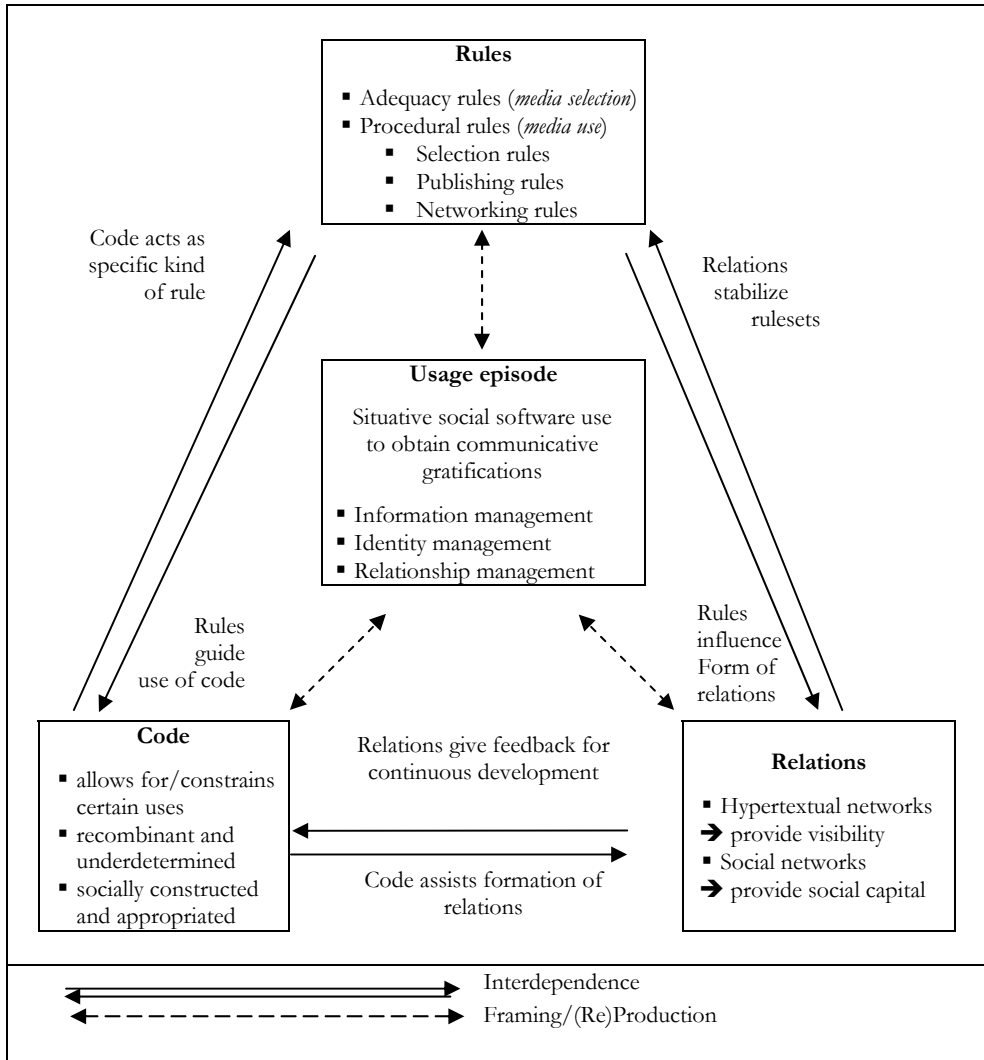 Rules
▪ Adequacy rules (media selection)
▪ Procedural rules (media use)
▪ Selection rules
▪ Publishing rules
▪ Networking rules
Code acts as
specific kind
of rule
Relations
stabilize
rulesets
Usage episode
Situative social software use
to obtain communicative
gratifications
▪ Information management
▪ Identity management
▪ Relationship management
Rules
guide
use of code
Rules
influence
Form of
relations
Code
▪ allows for/constrains
certain uses
▪ recombinant and
underdetermined
▪ socially constructed
and appropriated
Relations give feedback for
continuous development
Code assists formation of
relations
Relations
▪ Hypertextual networks
➔ provide visibility
▪ Social networks
➔ provide social capital
Interdependence
Framing/(Re)Production